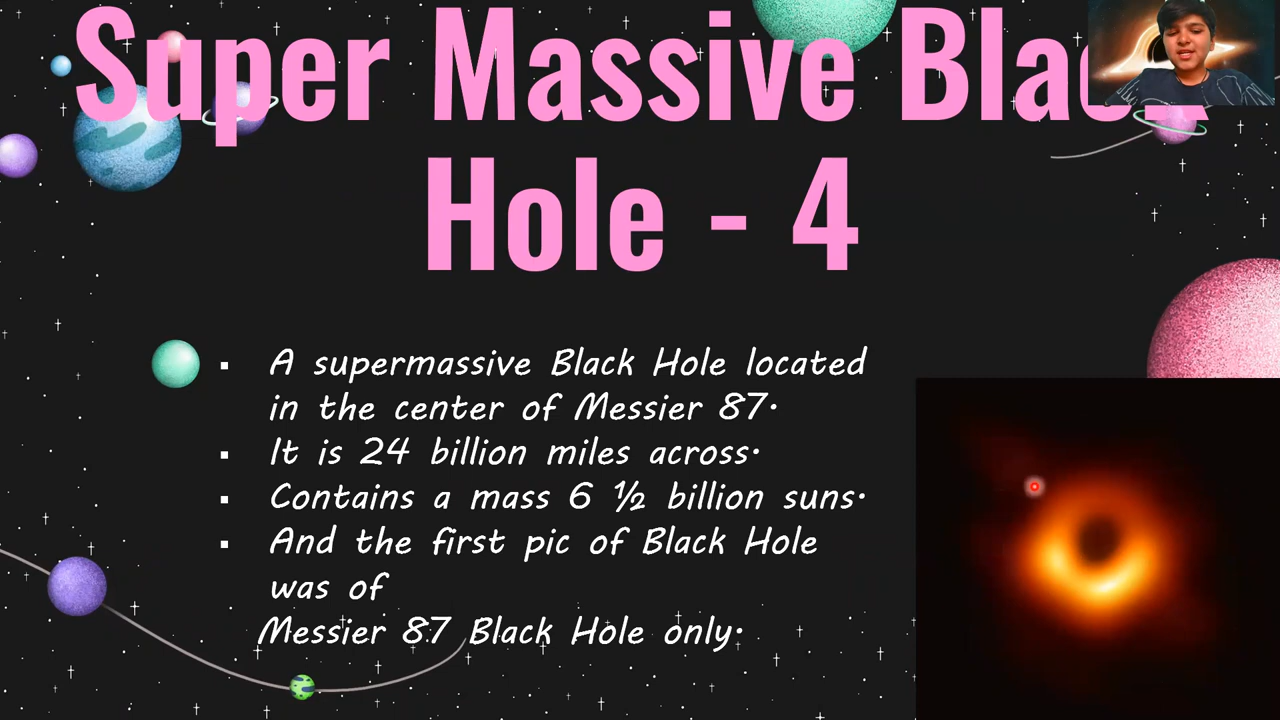 Super Massive Black
Hole - 4
▪ A supermassive Black Hole located
in the center of Messier 87.
▪ It is 24 billion miles across.
▪ Contains a mass 6 ½ billion suns.
▪ And the first pic of Black Hole
was of
Messier 87 Black Hole only.